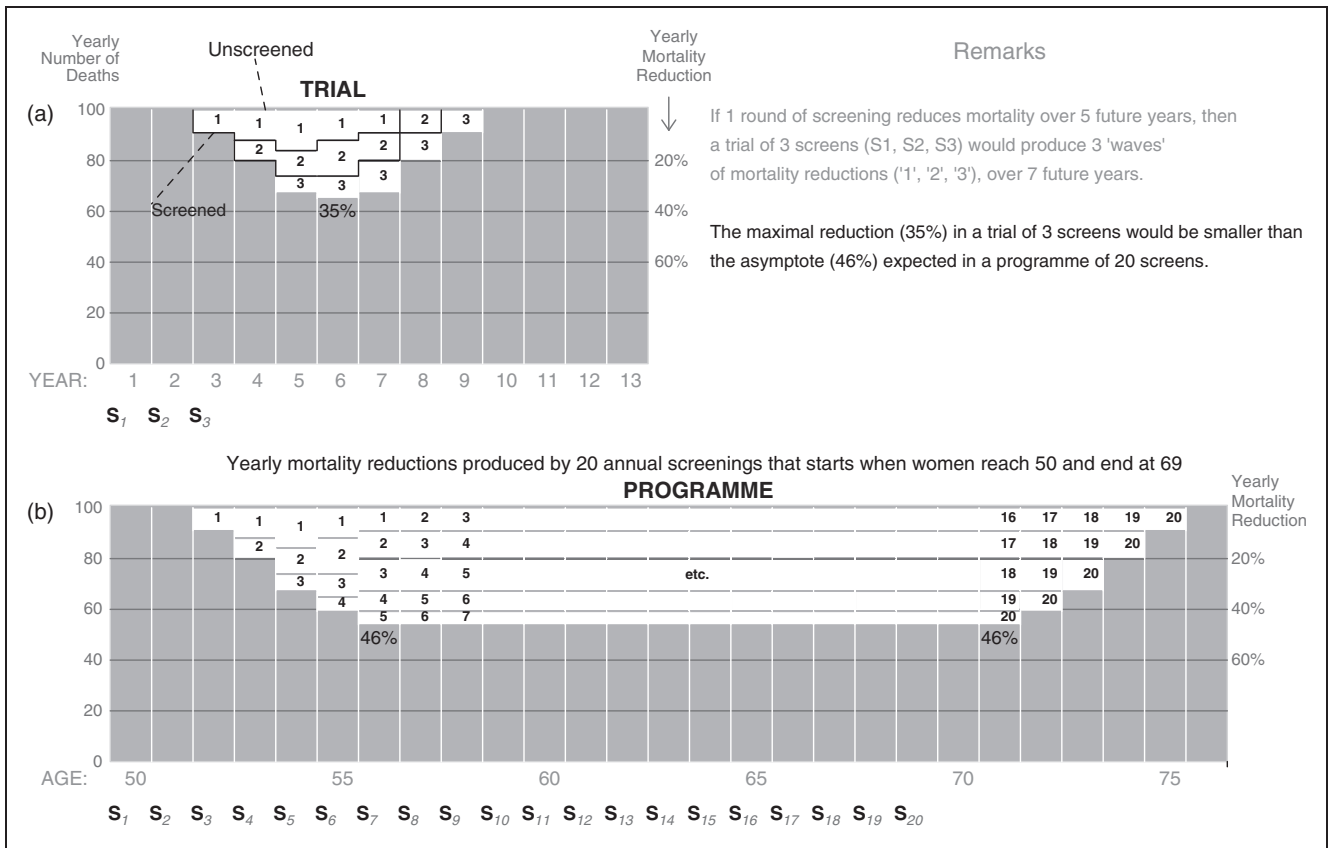 Yearly
Number of
Deaths
Unscreened
TRIAL
Yearly
Mortality
Reduction
Remarks
(a)
100
80
60
40
20
0
1 1 1 1 1 2 3
2 2 2 2 3
3 3 3
Screened
35%
20%
40%
60%
If 1 round of screening reduces mortality over 5 future years, then
a trial of 3 screens (S1, S2, S3) would produce 3 'waves'
of mortality reductions ('1', '2', '3'), over 7 future years.
The maximal reduction (35%) in a trial of 3 screens would be smaller than
the asymptote (46%) expected in a programme of 20 screens.
YEAR: 1 2 3 4 5 6 7 8 9 10 11 12 13
S1 S2 S3
Yearly mortality reductions produced by 20 annual screenings that starts when women reach 50 and end at 69
PROGRAMME
Yearly
Mortality
Reduction
(b)
100
80
60
40
20
0
1 1 1 1 1 2 3 16 17 18 19 20
2 2 2 2 3 4 17 18 19 20
3 3 3 4 5 etc. 18 19 20
4 4 5 6 19 20
5 6 7 20
46% 46%
20%
40%
60%
AGE: 50 55 60 65 70 75
S1 S2 S3 S4 S5 S6 S7 S8 S9 S10 S11 S12 S13 S14 S15 S16 S17 S18 S19 S20